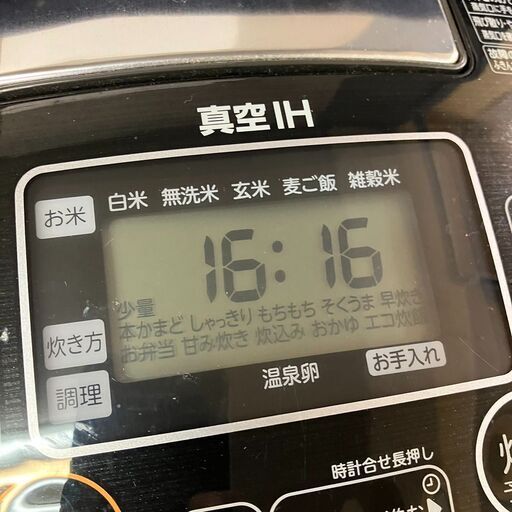 真空IH
お米
白米 無洗米 玄米 麦ご飯 雑穀米
16:16
少量
本かまど しゃっきり もちもち そくうま 早炊き
お弁当 甘み炊き 炊込み おかゆ エコ炊飯
炊き方
調理
温泉卵
お手入れ
時計合せ長押し